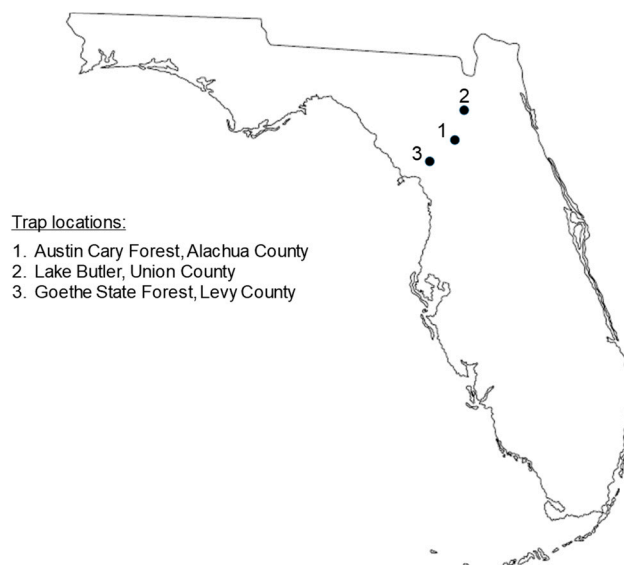 2
1
3
Trap locations:
1. Austin Cary Forest, Alachua County
2. Lake Butler, Union County
3. Goethe State Forest, Levy County